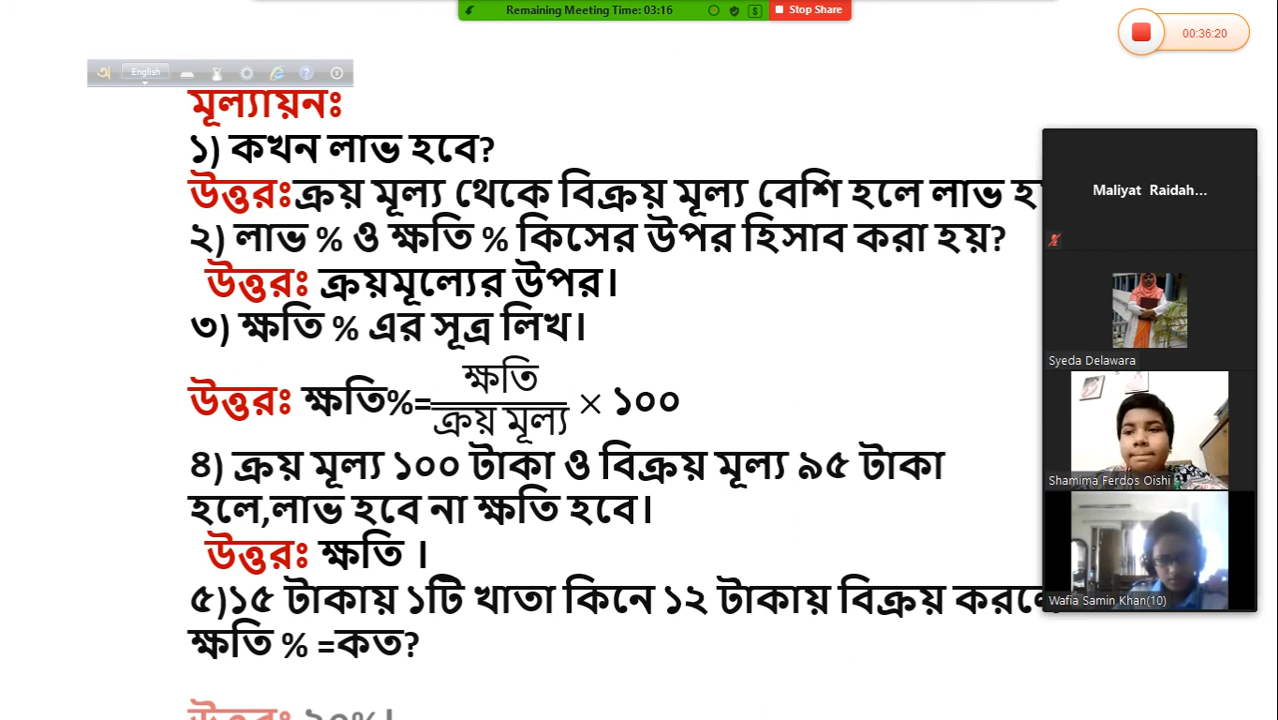 Remaining Meeting Time: 03:16
Stop Share
00:36:20
English
মূল্যায়নঃ
১) কখন লাভ হবে?
উত্তরঃক্রয় মূল্য থেকে বিক্রয় মূল্য বেশি হলে লাভ
২) লাভ % ও ক্ষতি % কিসের উপর হিসাব করা হয়?
উত্তরঃ ক্রয়মূল্যের উপর।
৩) ক্ষতি % এর সূত্র লিখ।
উত্তরঃ ক্ষতি%=ক্ষতি/ক্রয় মূল্য × ১০০
৪) ক্রয় মূল্য ১০০ টাকা ও বিক্রয় মূল্য ৯৫ টাকা
হলে,লাভ হবে না ক্ষতি হবে।
উত্তরঃ ক্ষতি ।
৫)১৫ টাকায় ১টি খাতা কিনে ১২ টাকায় বিক্রয় করলে
ক্ষতি % =কত?
উত্তরঃ ২০%।
Maliyat Raidah...
Syeda Delawara
Shamima Ferdos Oishi
Wafia Samin Khan(10)